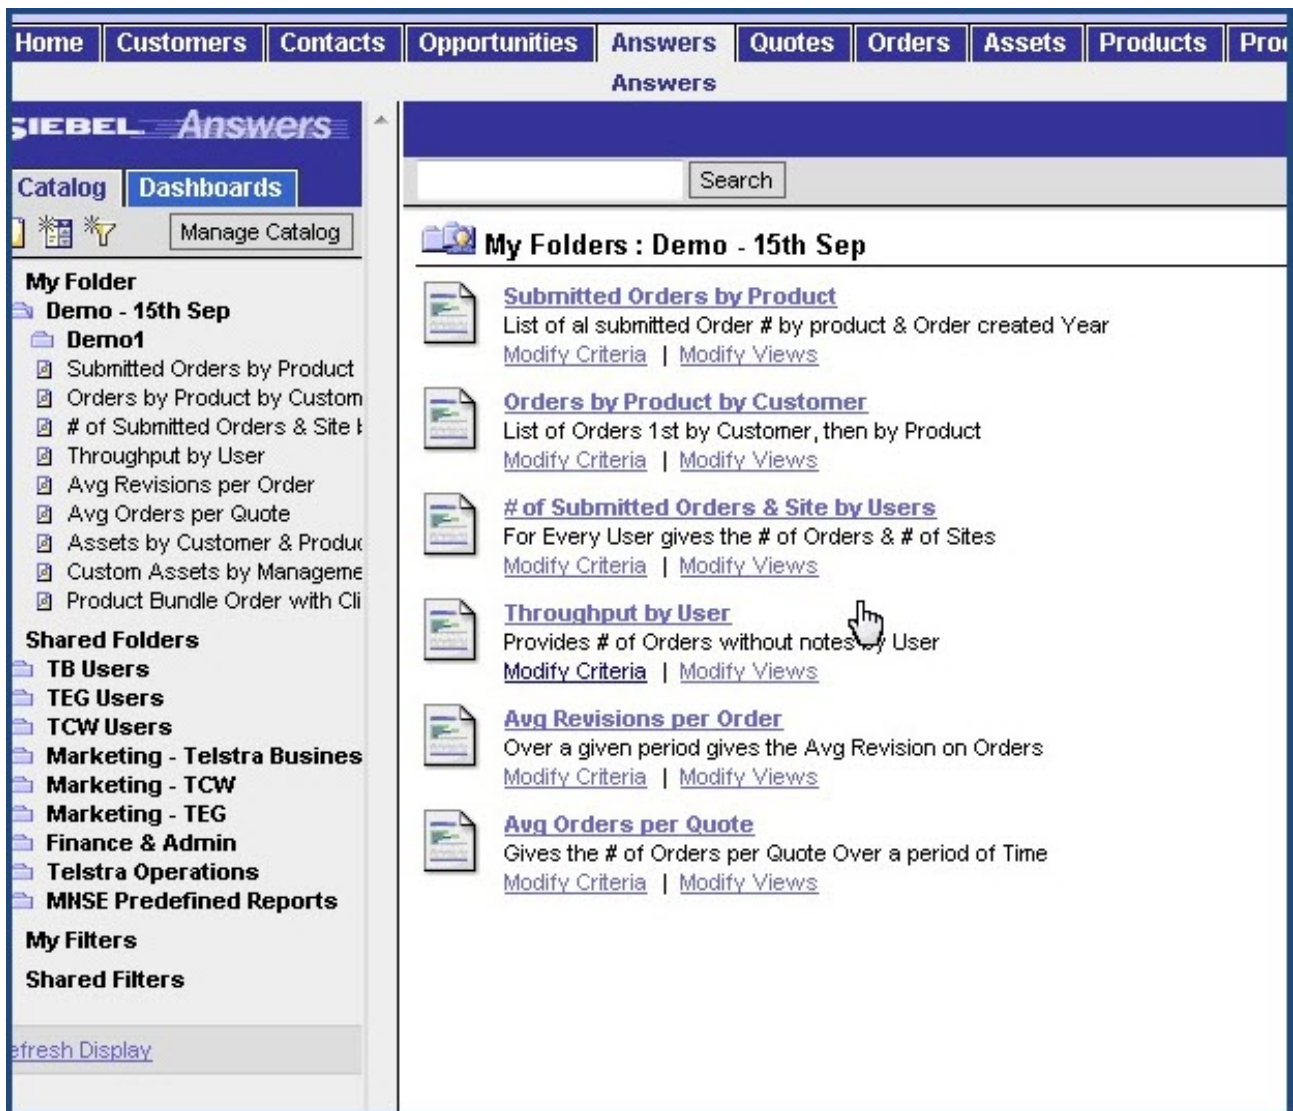 Home Customers Contacts Opportunities Answers Quotes Orders Assets Products
Answers
SIEBEL Answers
Catalog Dashboards
Search
Manage Catalog
My Folders : Demo - 15th Sep
My Folder
Demo - 15th Sep
Demo1
Submitted Orders by Product
Orders by Product by Custom
# of Submitted Orders & Site
Throughput by User
Avg Revisions per Order
Avg Orders per Quote
Assets by Customer & Produc
Custom Assets by Manageme
Product Bundle Order with Cli
Shared Folders
TB Users
TEG Users
TCW Users
Marketing - Telstra Busines
Marketing - TCW
Marketing - TEG
Finance & Admin
Telstra Operations
MNSE Predefined Reports
My Filters
Shared Filters
efresh Display
Submitted Orders by Product
List of al submitted Order # by product & Order created Year
Modify Criteria | Modify Views
Orders by Product by Customer
List of Orders 1st by Customer, then by Product
Modify Criteria | Modify Views
# of Submitted Orders & Site by Users
For Every User gives the # of Orders & # of Sites
Modify Criteria | Modify Views
Throughput by User
Provides # of Orders without notes by User
Modify Criteria | Modify Views
Avg Revisions per Order
Over a given period gives the Avg Revision on Orders
Modify Criteria | Modify Views
Avg Orders per Quote
Gives the # of Orders per Quote Over a period of Time
Modify Criteria | Modify Views